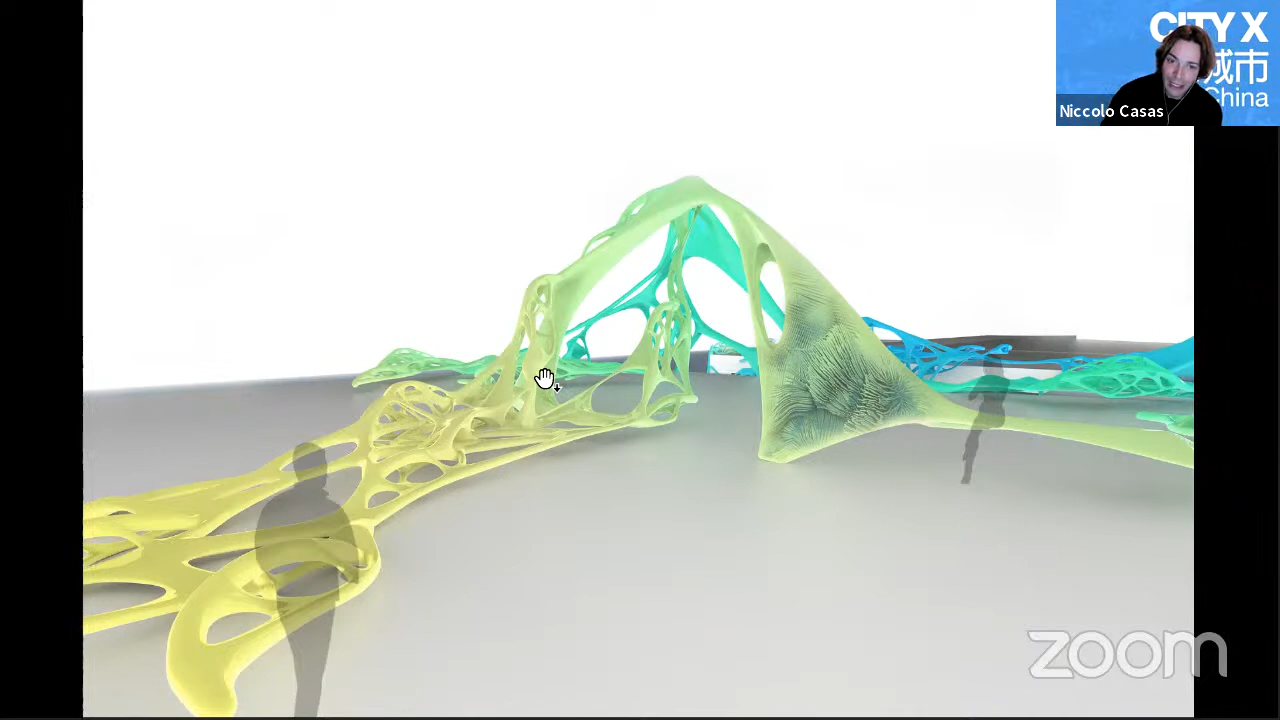 CITY X
城市
China
Niccolo Casas
zoom